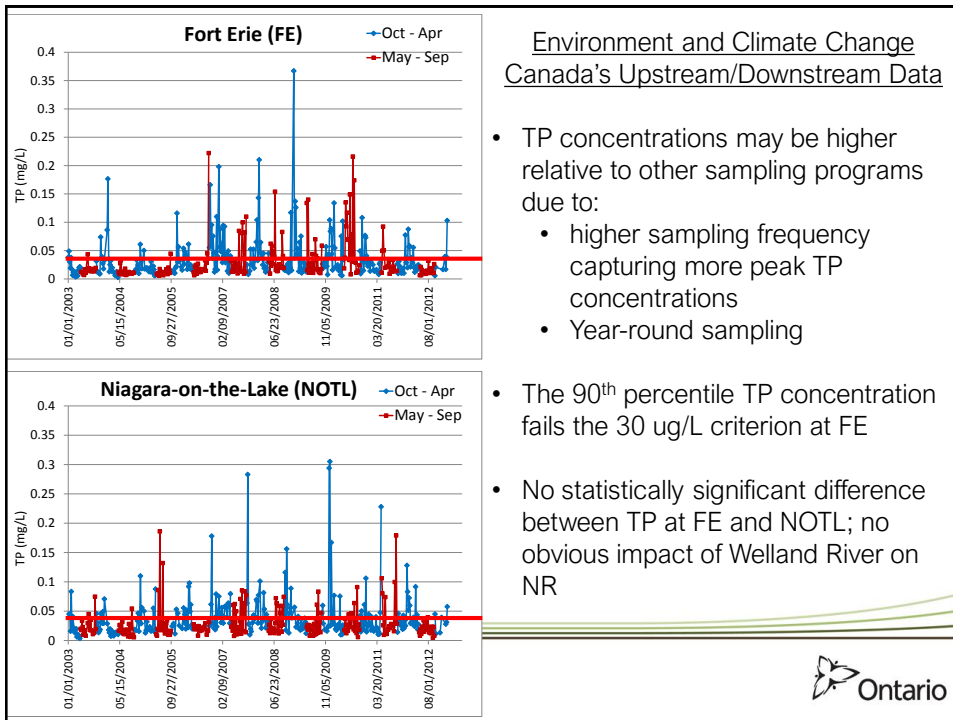 Fort Erie (FE)
Oct - Apr
May - Sep
TP (mg/L)
0.4
0.35
0.3
0.25
0.2
0.15
0.1
0.05
0
01/01/2003
05/15/2004
09/27/2005
02/09/2007
06/23/2008
11/05/2009
03/20/2011
08/01/2012
Niagara-on-the-Lake (NOTL)
Oct - Apr
May - Sep
TP (mg/L)
0.4
0.35
0.3
0.25
0.2
0.15
0.1
0.05
0
01/01/2003
05/15/2004
09/27/2005
02/09/2007
06/23/2008
11/05/2009
03/20/2011
08/01/2012
Environment and Climate Change
Canada's Upstream/Downstream Data
• TP concentrations may be higher
relative to other sampling programs
due to:
• higher sampling frequency
capturing more peak TP
concentrations
• Year-round sampling
• The 90th percentile TP concentration
fails the 30 ug/L criterion at FE
• No statistically significant difference
between TP at FE and NOTL; no
obvious impact of Welland River on
NR
Ontario